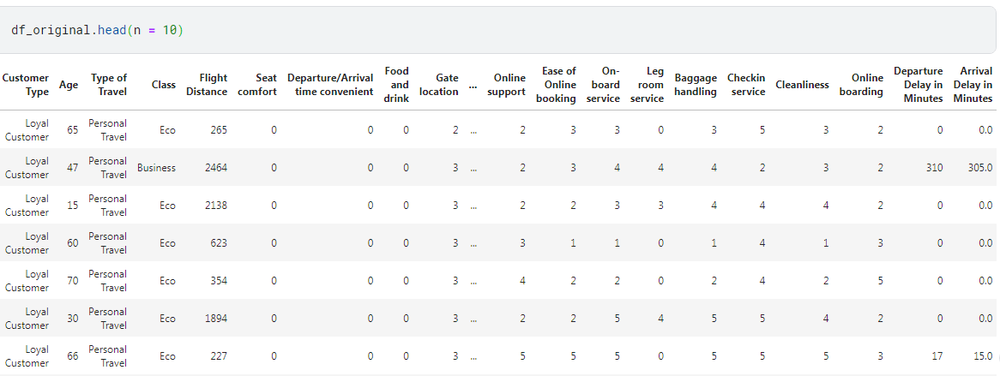 df_original.head(n = 10)
Customer Type Age Type of Travel Class Flight Distance Seat comfort Departure/Arrival time convenient Food and drink Gate location ... Online support Ease of Online booking On-board service Leg room service Baggage handling Checkin service Cleanliness Online boarding Departure Delay in Minutes Arrival Delay in Minutes
Loyal Customer 65 Personal Travel Eco 265 0 0 0 2 ... 2 3 3 0 3 5 3 2 0 0.0
Loyal Customer 47 Personal Travel Business 2464 0 0 0 3 ... 2 3 4 4 4 2 3 2 310 305.0
Loyal Customer 15 Personal Travel Eco 2138 0 0 0 3 ... 2 2 3 3 4 4 4 2 0 0.0
Loyal Customer 60 Personal Travel Eco 623 0 0 0 3 ... 3 1 1 0 1 4 1 3 0 0.0
Loyal Customer 70 Personal Travel Eco 354 0 0 0 3 ... 4 2 2 0 2 4 2 5 0 0.0
Loyal Customer 30 Personal Travel Eco 1894 0 0 0 3 ... 2 2 5 4 5 5 4 2 0 0.0
Loyal Customer 66 Personal Travel Eco 227 0 0 0 3 ... 5 5 5 0 5 5 5 3 17 15.0